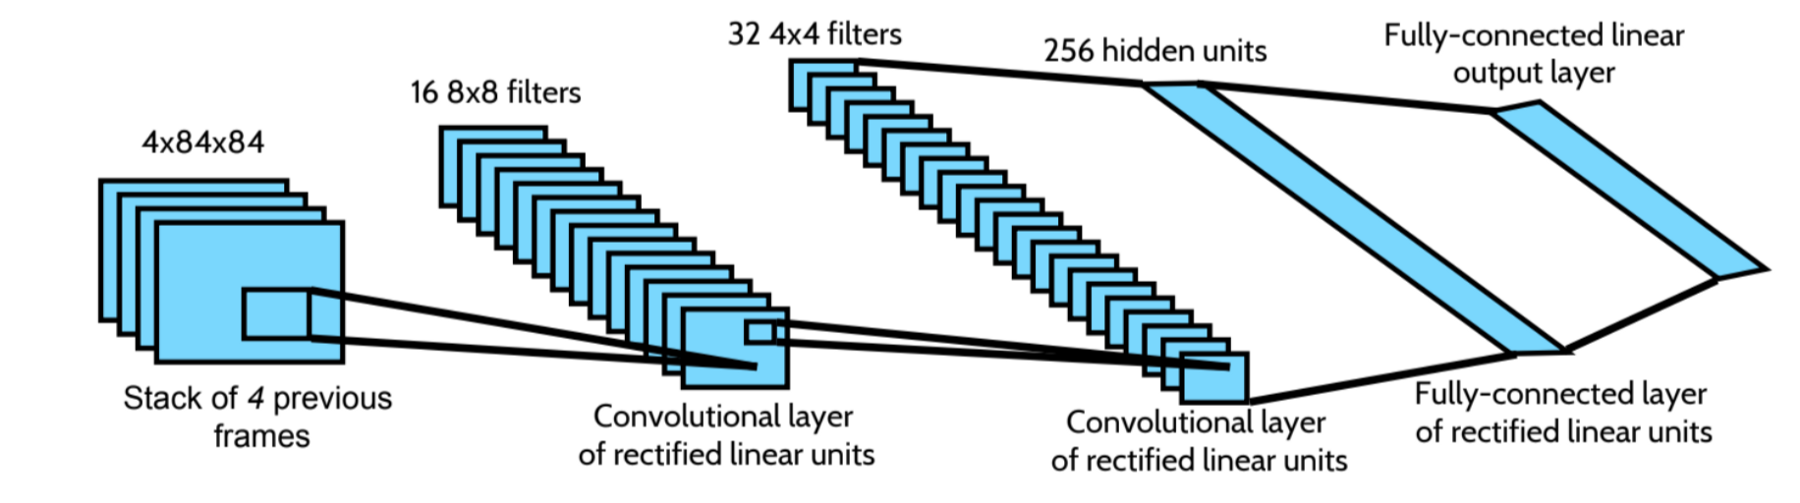 4x84x84
Stack of 4 previous
frames
16 8x8 filters
Convolutional layer
of rectified linear units
32 4x4 filters
Convolutional layer
of rectified linear units
256 hidden units
Fully-connected layer
of rectified linear units
Fully-connected linear
output layer